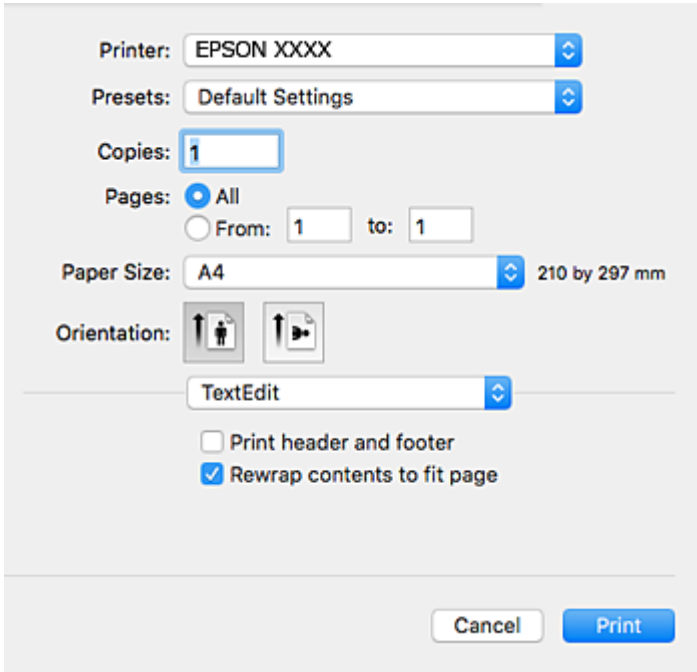 Printer: EPSON XXXX
Presets: Default Settings
Copies: 1
Pages: All
From: 1 to: 1
Paper Size: A4 210 by 297 mm
Orientation:
TextEdit
Print header and footer
Rewrap contents to fit page
Cancel Print